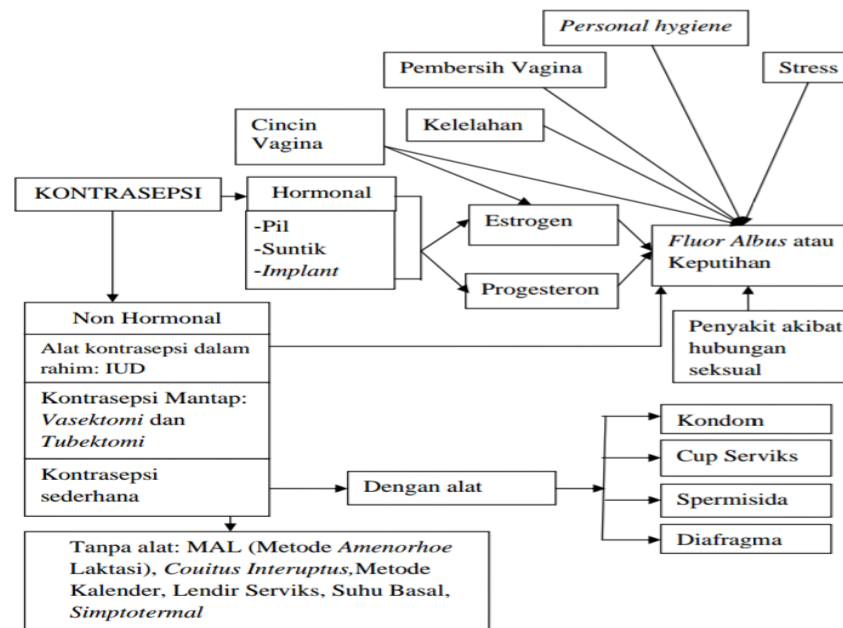 Personal hygiene
Pembersih Vagina
Stress
Cincin
Vagina
Kelelahan
KONTRASEPSI
Hormonal
-Pil
-Suntik
-Implant
Estrogen
Progesteron
Fluor Albus atau
Keputihan
Penyakit akibat
hubungan
seksual
Non Hormonal
Alat kontrasepsi dalam
rahim: IUD
Kontrasepsi Mantap:
Vasektomi dan
Tubektomi
Kontrasepsi
sederhana
Dengan alat
Kondom
Cup Serviks
Spermisida
Diafragma
Tanpa alat: MAL (Metode Amenorhoe
Laktasi), Couitus Interuptus,Metode
Kalender, Lendir Serviks, Suhu Basal,
Simptotermal